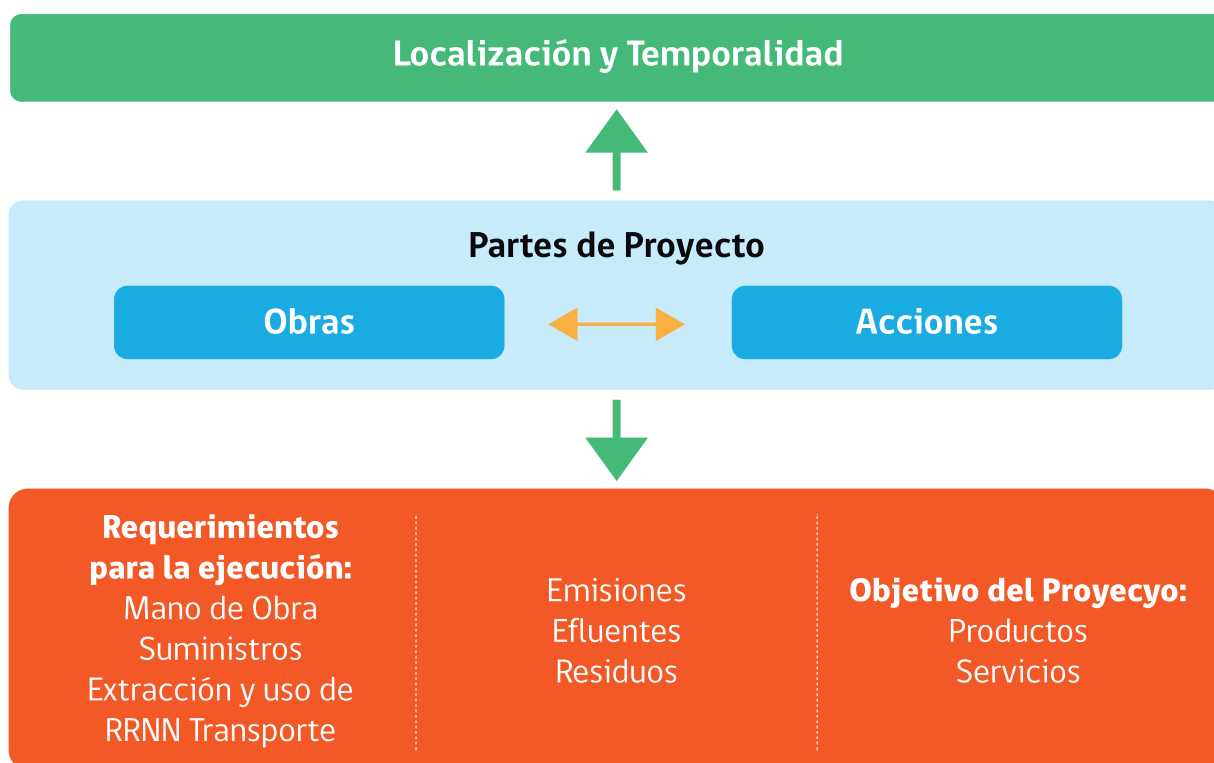 Localización y Temporalidad
Partes de Proyecto
Obras
Acciones
Requerimientos
para la ejecución:
Mano de Obra
Suministros
Extracción y uso de
RRNN Transporte
Emisiones
Efluentes
Residuos
Objetivo del Proyecyo:
Productos
Servicios